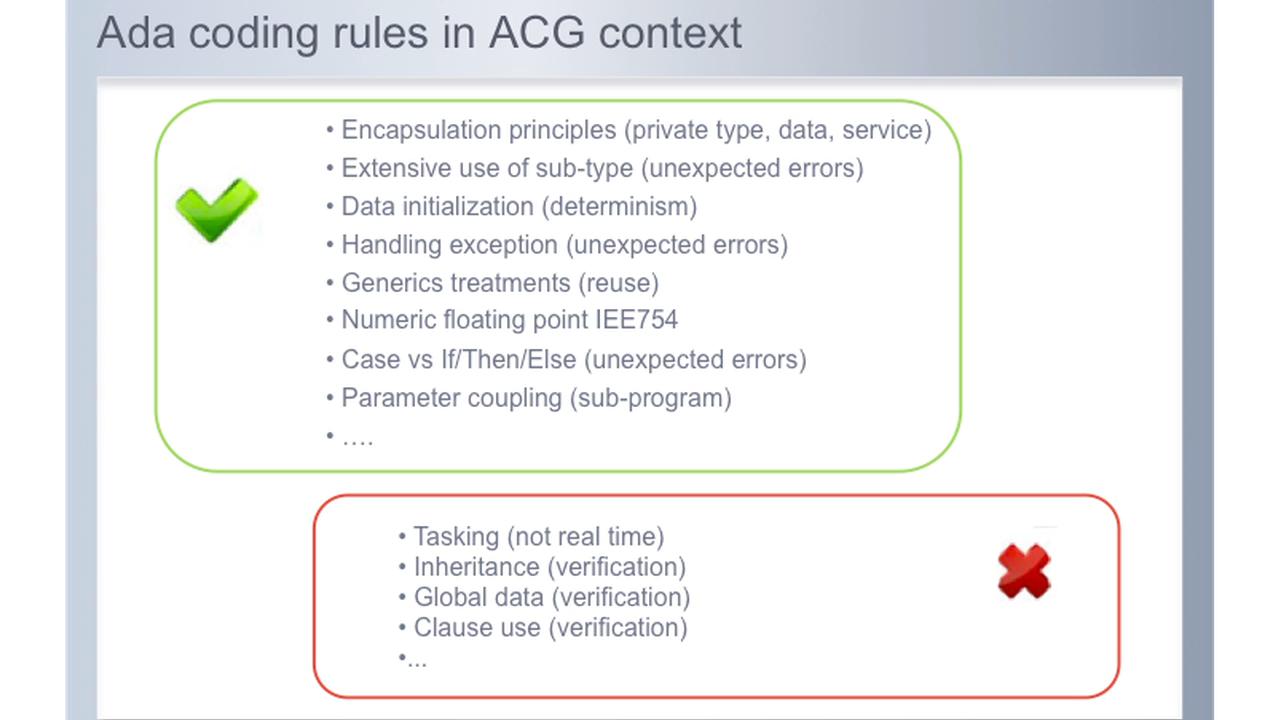 Ada coding rules in ACG context
• Encapsulation principles (private type, data, service)
• Extensive use of sub-type (unexpected errors)
• Data initialization (determinism)
• Handling exception (unexpected errors)
• Generics treatments (reuse)
• Numeric floating point IEE754
• Case vs If/Then/Else (unexpected errors)
• Parameter coupling (sub-program)
• ….
• Tasking (not real time)
• Inheritance (verification)
• Global data (verification)
• Clause use (verification)
•...